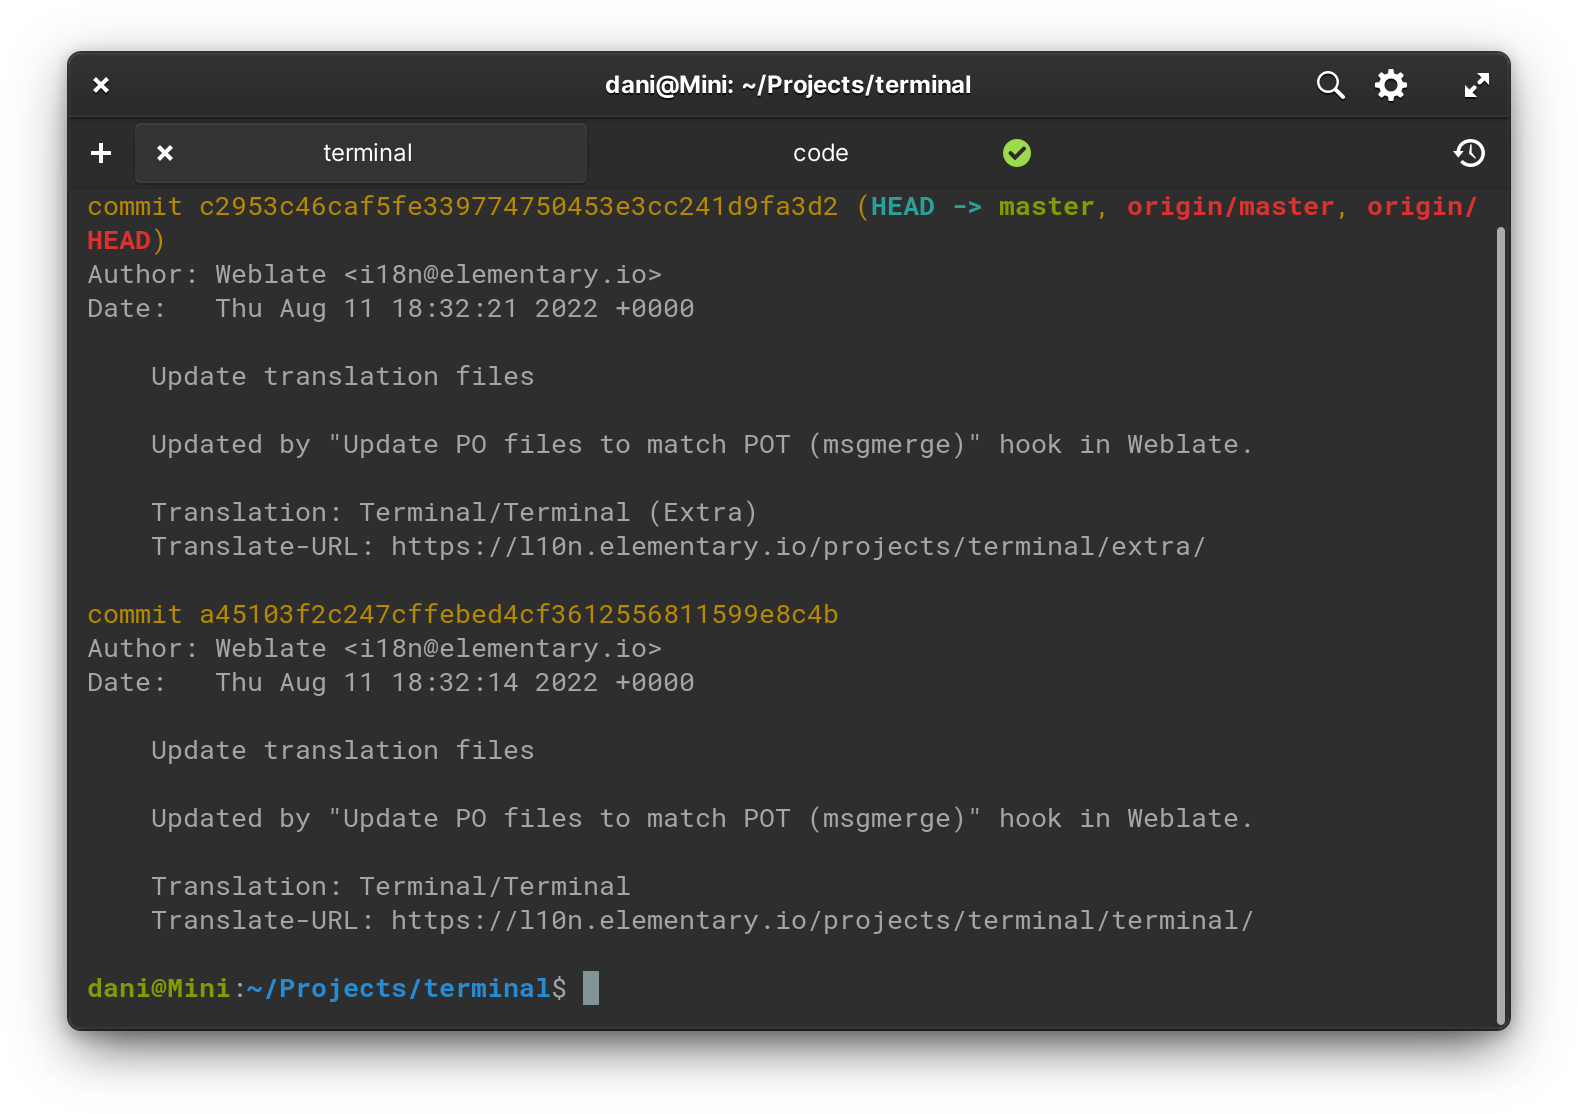 dani@Mini: ~/Projects/terminal
terminal
code
commit c2953c46caf5fe339774750453e3cc241d9fa3d2 (HEAD -> master, origin/master, origin/
HEAD)
Author: Weblate <i18n@elementary.io>
Date:   Thu Aug 11 18:32:21 2022 +0000
    Update translation files
    Updated by "Update PO files to match POT (msgmerge)" hook in Weblate.
    Translation: Terminal/Terminal (Extra)
    Translate-URL: https://l10n.elementary.io/projects/terminal/extra/
commit a45103f2c247cffebed4cf3612556811599e8c4b
Author: Weblate <i18n@elementary.io>
Date:   Thu Aug 11 18:32:14 2022 +0000
    Update translation files
    Updated by "Update PO files to match POT (msgmerge)" hook in Weblate.
    Translation: Terminal/Terminal
    Translate-URL: https://l10n.elementary.io/projects/terminal/terminal/
dani@Mini:~/Projects/terminal$